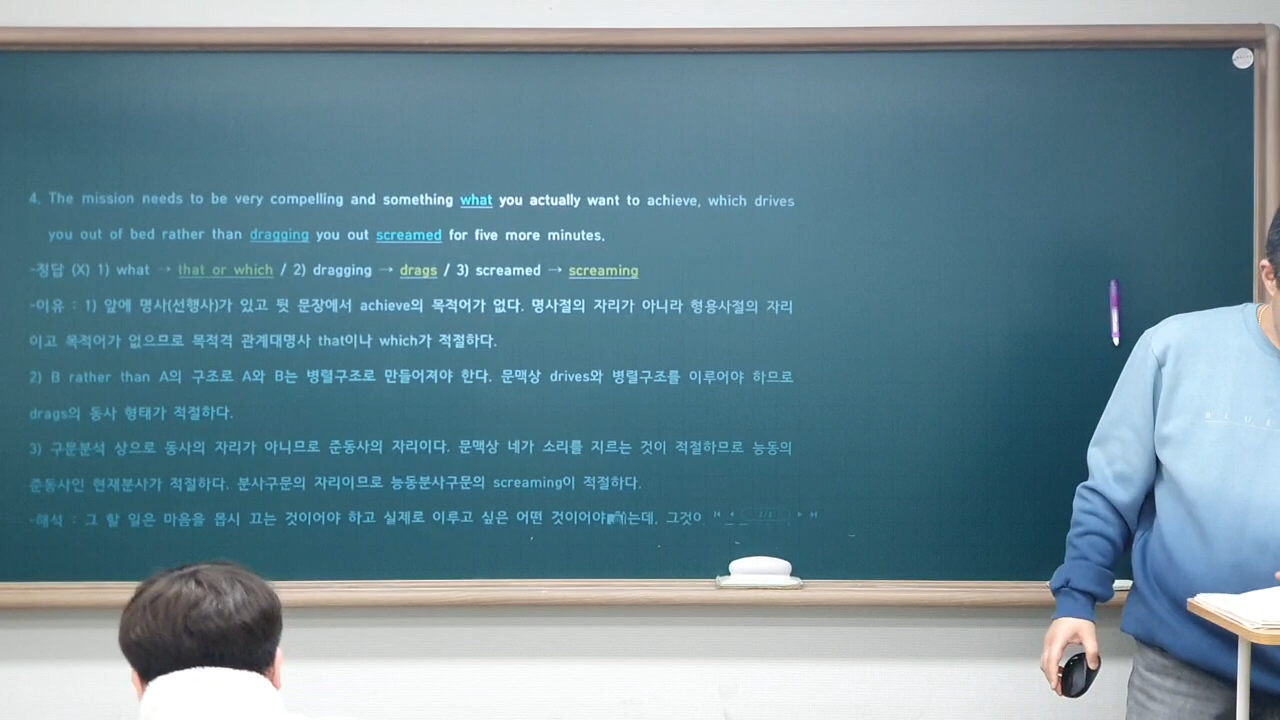 4. The mission needs to be very compelling and something what you actually want to achieve, which drives
you out of bed rather than dragging you out screamed for five more minutes.
-정답 (X) 1) what → that or which / 2) dragging → drags / 3) screamed → screaming
-이유 : 1) 앞에 명사(선행사)가 있고 뒷 문장에서 achieve의 목적어가 없다. 명사절의 자리가 아니라 형용사절의 자리
이고 목적어가 없으므로 목적격 관계대명사 that이나 which가 적절하다.
2) B rather than A의 구조로 A와 B는 병렬구조로 만들어져야 한다. 문맥상 drives와 병렬구조를 이루어야 하므로
drags의 동사 형태가 적절하다.
3) 구문분석 상으로 동사의 자리가 아니므로 준동사의 자리이다. 문맥상 네가 소리를 지르는 것이 적절하므로 능동의
준동사인 현재분사가 적절하다. 분사구문의 자리이므로 능동분사구문의 screaming이 적절하다.
-해석 : 그 할 일은 마음을 몹시 끄는 것이어야 하고 실제로 이루고 싶은 어떤 것이어야 그것이
BLUE